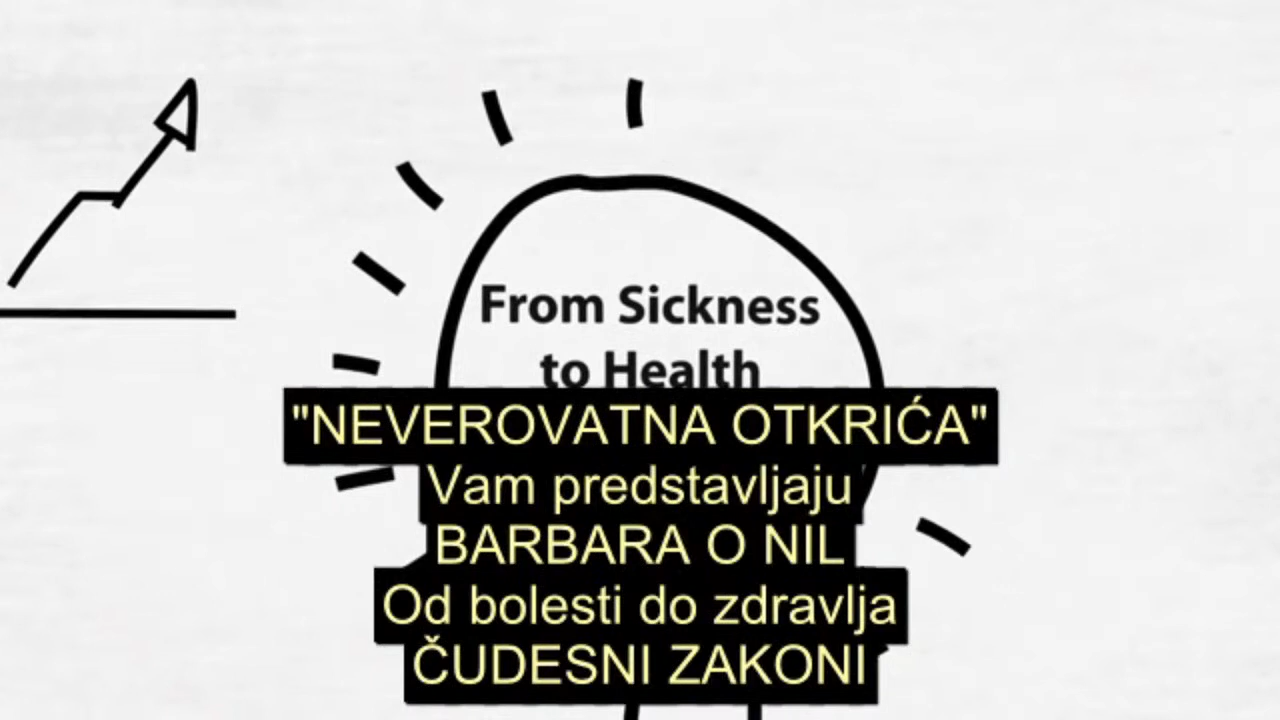 From Sickness
to Health
"NEVEROVATNA OTKRIĆA"
Vam predstavljaju
BARBARA O NIL
Od bolesti do zdravlja
ČUDESNI ZAKONI